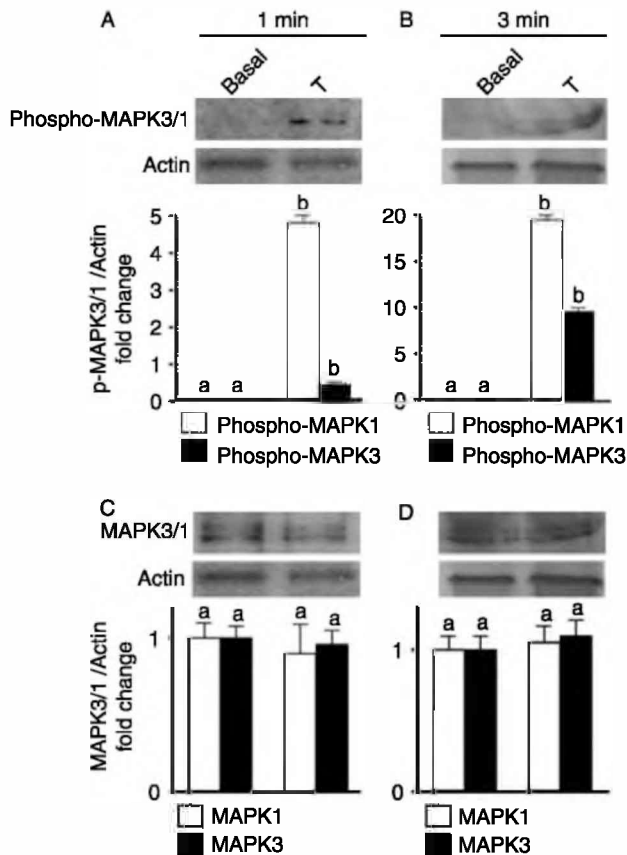 A
1 min
B
3 min
Basal
T
Basal
T
Phospho-MAPK3/1
Actin
b
b
a a
b
b
a a
5
4
3
2
1
0
20
15
10
5
0
p-MAPK3/1 /Actin
fold change
Phospho-MAPK1
Phospho-MAPK3
Phospho-MAPK1
Phospho-MAPK3
C
D
MAPK3/1
Actin
a a a a
a a a a
1
0
1
0
MAPK3/1 /Actin
fold change
MAPK1
MAPK3
MAPK1
MAPK3